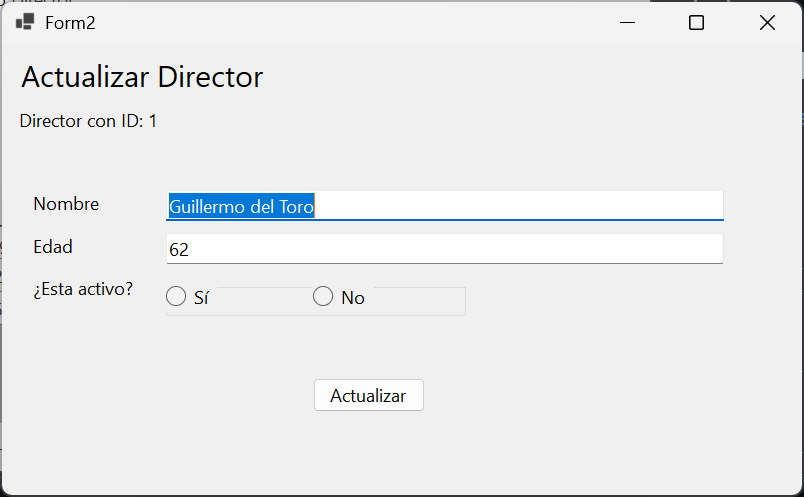 Form2
Actualizar Director
Director con ID: 1
Nombre
Guillermo del Toro
Edad
62
¿Esta activo?
Sí
No
Actualizar